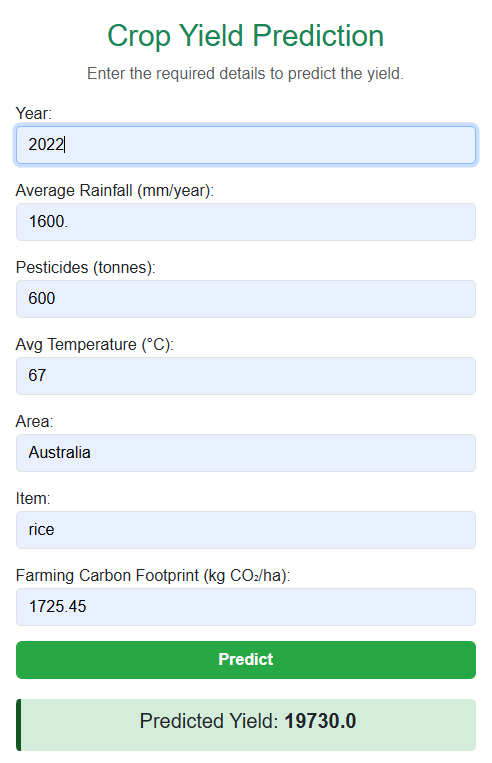 Crop Yield Prediction
Enter the required details to predict the yield.
Year:
2022
Average Rainfall (mm/year):
1600.
Pesticides (tonnes):
600
Avg Temperature (°C):
67
Area:
Australia
Item:
rice
Farming Carbon Footprint (kg CO₂/ha):
1725.45
Predict
Predicted Yield: 19730.0